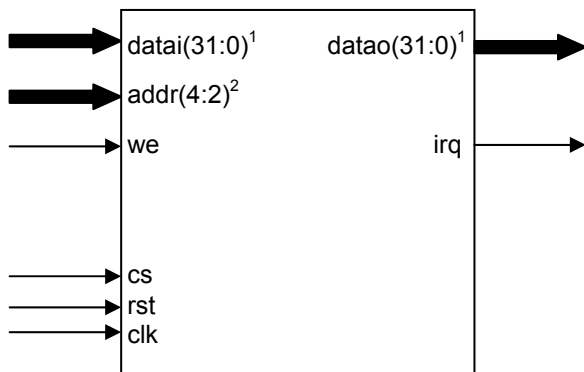 datai(31:0)¹
datao(31:0)¹
addr(4:2)²
we
irq
cs
rst
clk